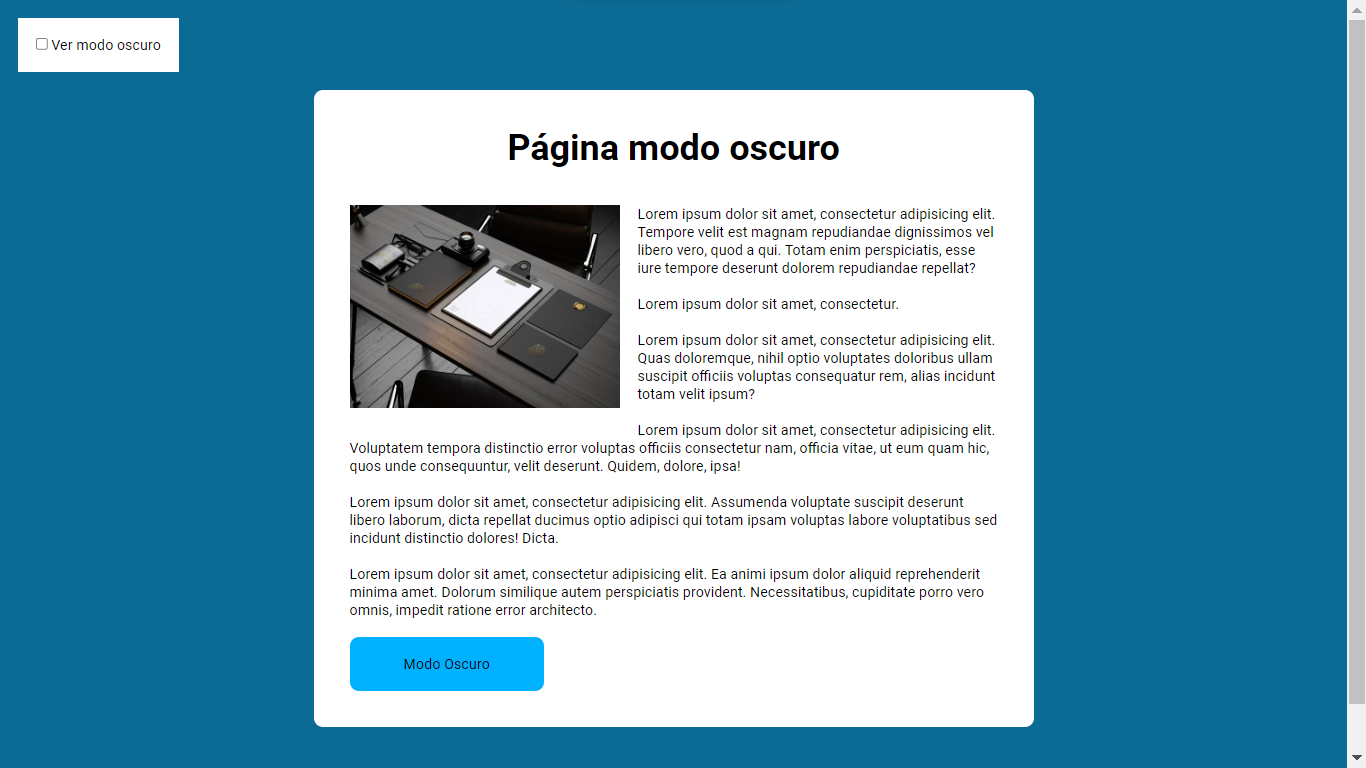 Ver modo oscuro
Página modo oscuro
Lorem ipsum dolor sit amet, consectetur adipisicing elit.
Tempore velit est magnam repudiandae dignissimos vel
libero vero, quod a qui. Totam enim perspiciatis, esse
iure tempore deserunt dolorem repudiandae repellat?
Lorem ipsum dolor sit amet, consectetur.
Lorem ipsum dolor sit amet, consectetur adipisicing elit.
Quas doloremque, nihil optio voluptates doloribus ullam
suscipit officiis voluptas consequatur rem, alias incidunt
totam velit ipsum?
Lorem ipsum dolor sit amet, consectetur adipisicing elit.
Voluptatem tempora distinctio error voluptas officiis consectetur nam, officia vitae, ut eum quam hic,
quos unde consequuntur, velit deserunt. Quidem, dolore, ipsa!
Lorem ipsum dolor sit amet, consectetur adipisicing elit. Assumenda voluptate suscipit deserunt
libero laborum, dicta repellat ducimus optio adipisci qui totam ipsam voluptas labore voluptatibus sed
incidunt distinctio dolores! Dicta.
Lorem ipsum dolor sit amet, consectetur adipisicing elit. Ea animi ipsum dolor aliquid reprehenderit
minima amet. Dolorum similique autem perspiciatis provident. Necessitatibus, cupiditate porro vero
omnis, impedit ratione error architecto.
Modo Oscuro